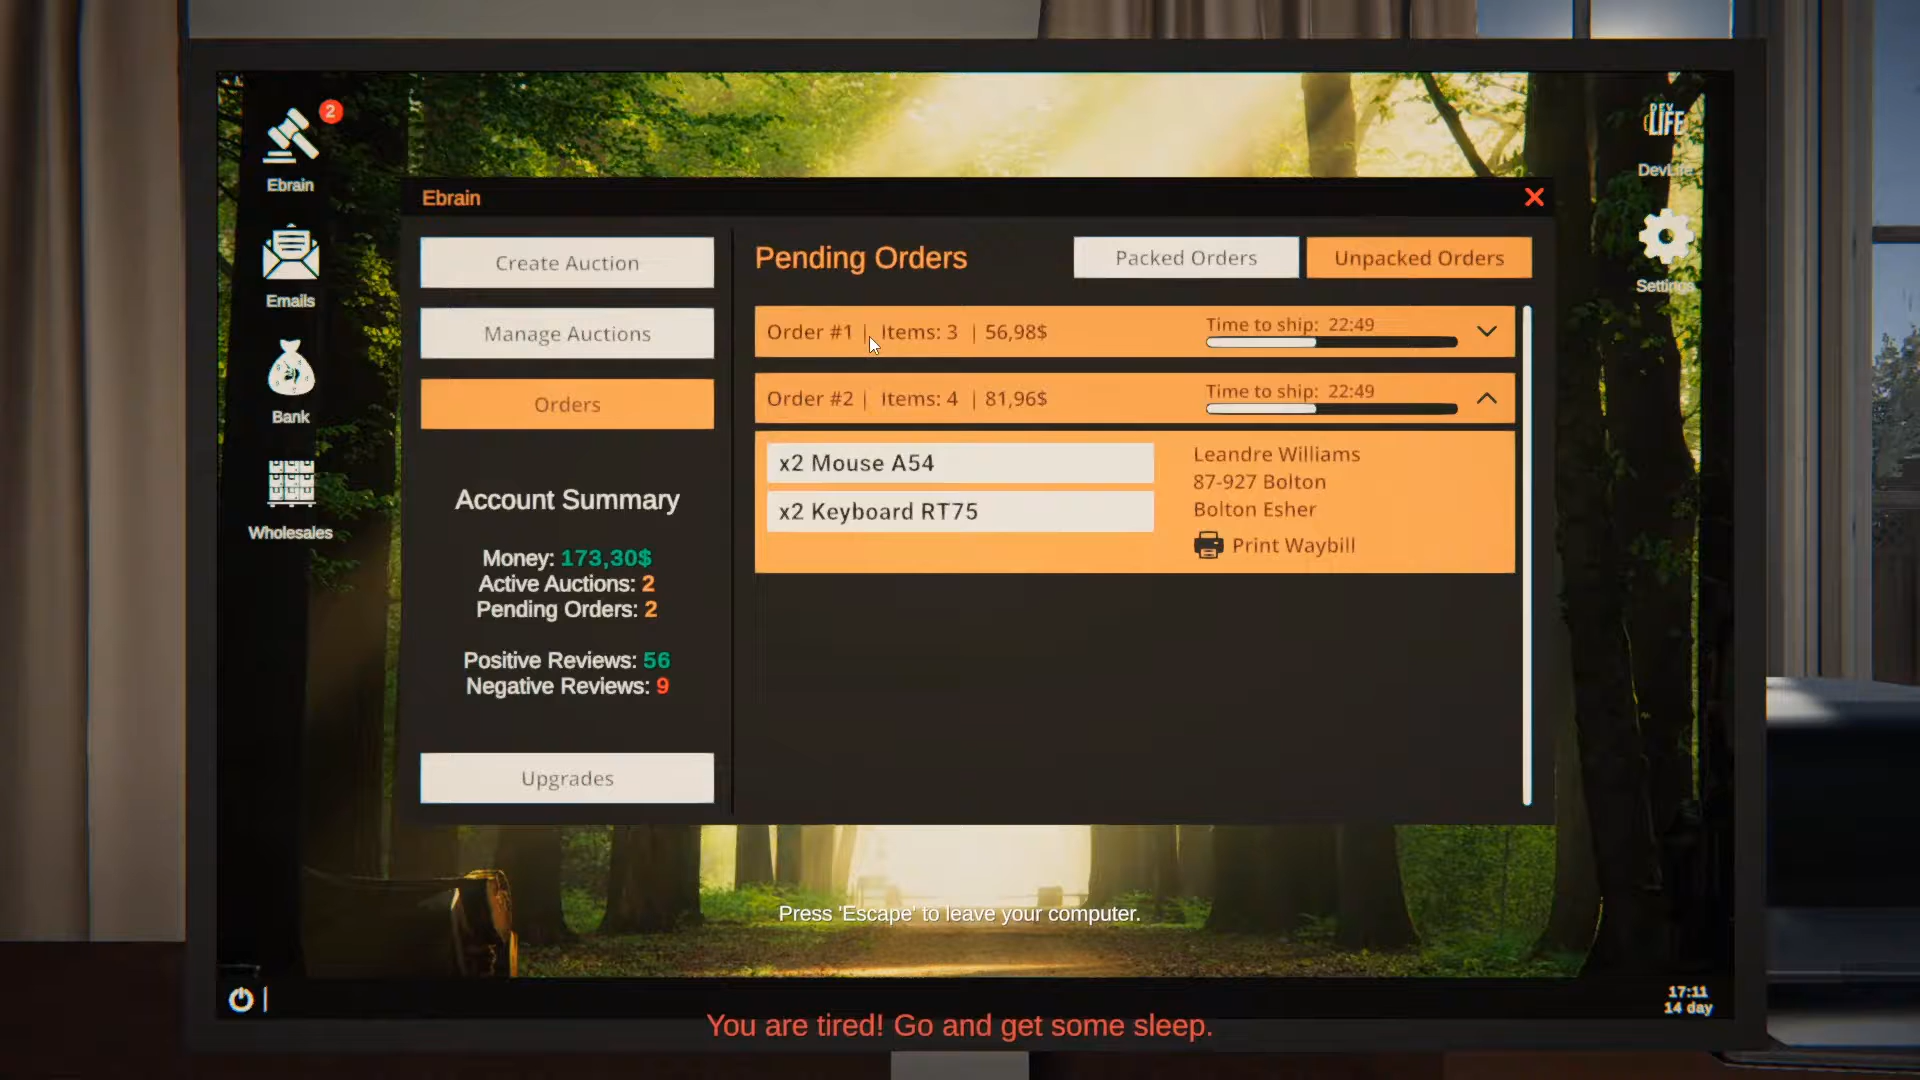 2
Ebrain
Emails
Bank
Wholesales
DEV
LIFE
DevLife
Settings
Ebrain
Create Auction
Manage Auctions
Orders
Account Summary
Money: 173,30$
Active Auctions: 2
Pending Orders: 2
Positive Reviews: 56
Negative Reviews: 9
Upgrades
Pending Orders
Packed Orders
Unpacked Orders
Order #1 | Items: 3 | 56,98$
Time to ship: 22:49
Order #2 | Items: 4 | 81,96$
Time to ship: 22:49
x2 Mouse A54
x2 Keyboard RT75
Leandre Williams
87-927 Bolton
Bolton Esher
Print Waybill
Press 'Escape' to leave your computer.
17:11
14 day
You are tired! Go and get some sleep.